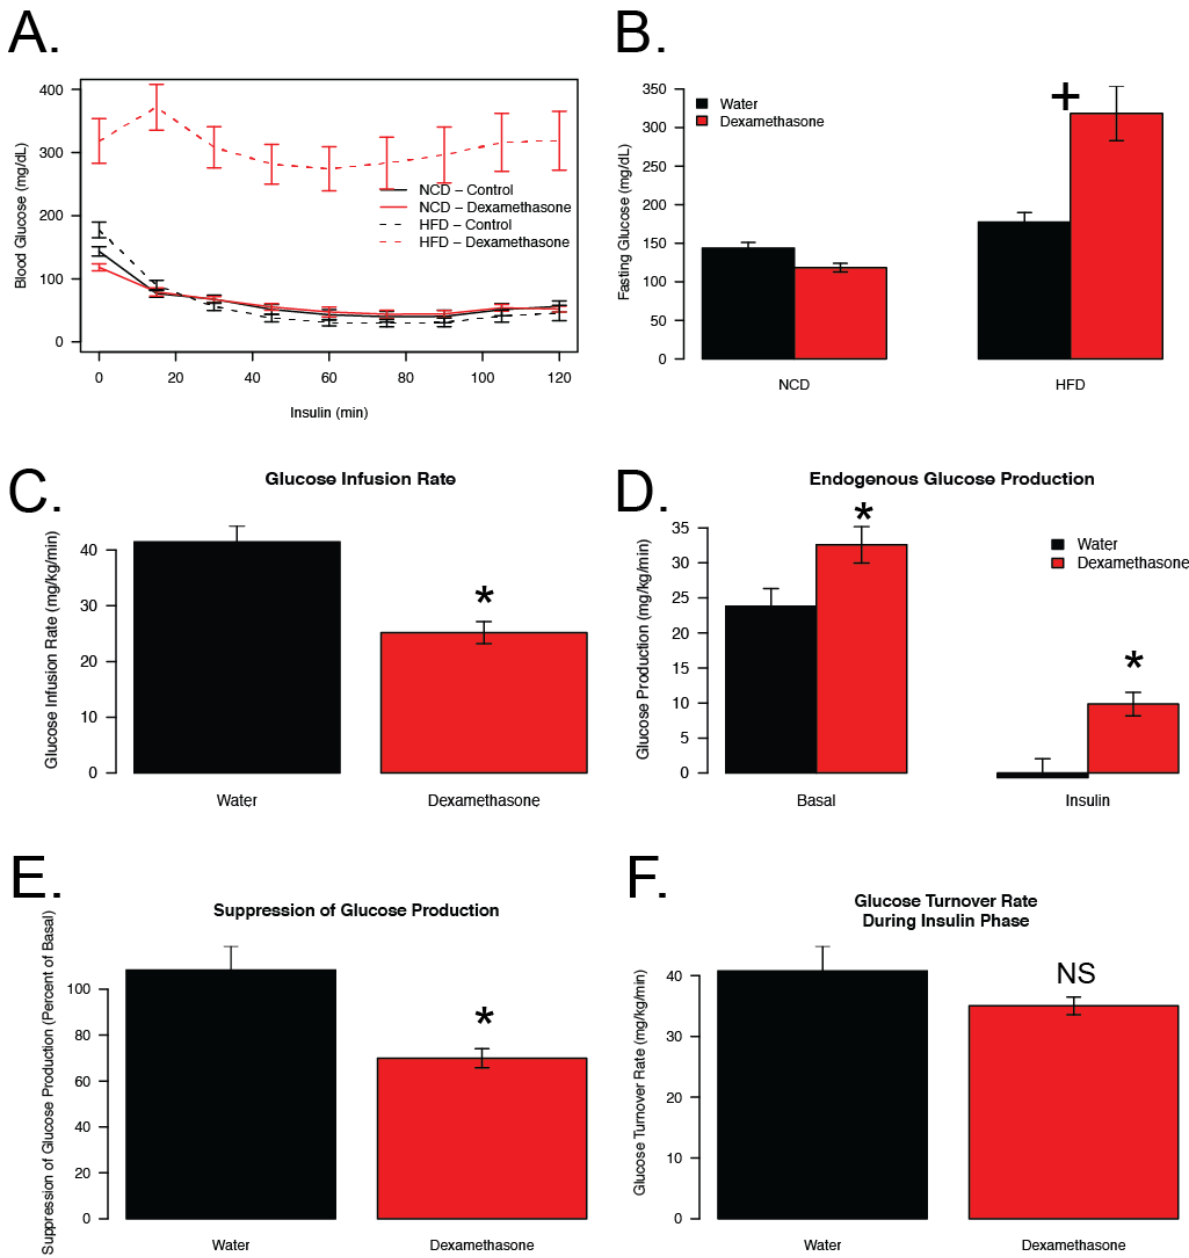 A.
Blood Glucose (mg/dL)
400
300
200
100
0
NCD – Control
NCD – Dexamethasone
HFD – Control
HFD – Dexamethasone
0 20 40 60 80 100 120
Insulin (min)
B.
Fasting Glucose (mg/dL)
350
300
250
200
150
100
50
0
Water
Dexamethasone
+
NCD HFD
C.
Glucose Infusion Rate
Glucose Infusion Rate (mg/kg/min)
40
30
20
10
0
*
Water Dexamethasone
D.
Endogenous Glucose Production
Glucose Production (mg/kg/min)
35
30
25
20
15
10
5
0
*
Water
Dexamethasone
*
Basal Insulin
E.
Suppression of Glucose Production
Suppression of Glucose Production (Percent of Basal)
100
80
60
40
20
0
*
Water Dexamethasone
F.
Glucose Turnover Rate
During Insulin Phase
Glucose Turnover Rate (mg/kg/min)
40
30
20
10
0
NS
Water Dexamethasone